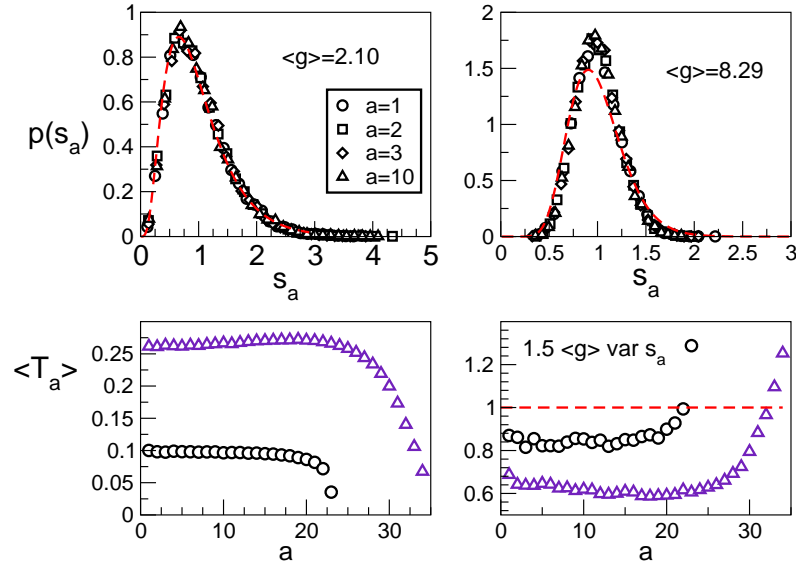 <g>=2.10
p(s_a)
a=1
a=2
a=3
a=10
1
0.8
0.6
0.4
0.2
0
0 1 2 3 4 5
s_a
<g>=8.29
2
1.5
1
0.5
0
0 0.5 1 1.5 2 2.5 3
s_a
<T_a>
0.25
0.2
0.15
0.1
0.05
0
0 10 20 30
a
1.5 <g> var s_a
1.2
1
0.8
0.6
0 10 20 30
a